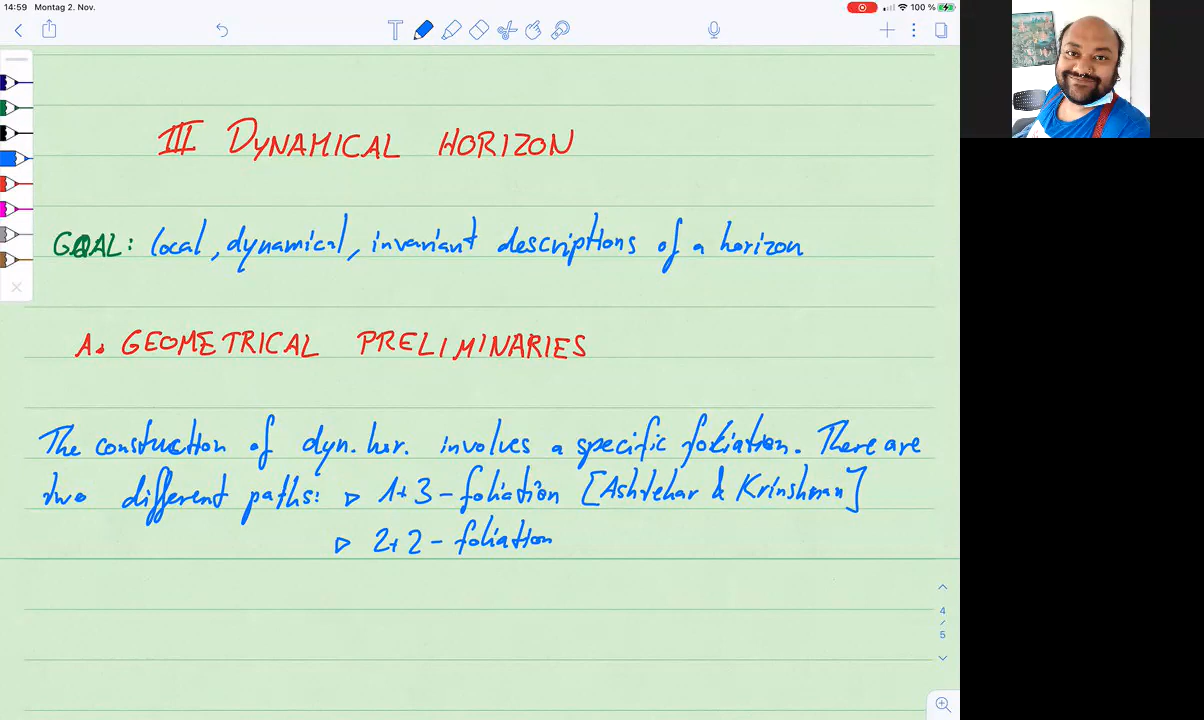 14:59 Montag 2. Nov.
100 %
III DYNAMICAL HORIZON
GOAL: local, dynamical, invariant descriptions of a horizon
A. GEOMETRICAL PRELIMINARIES
The construction of dyn. hor. involves a specific foliation. There are
two different paths: ▷ 1+3-foliation [Ashtekar & Krishnan]
▷ 2+2-foliation
4
/
5